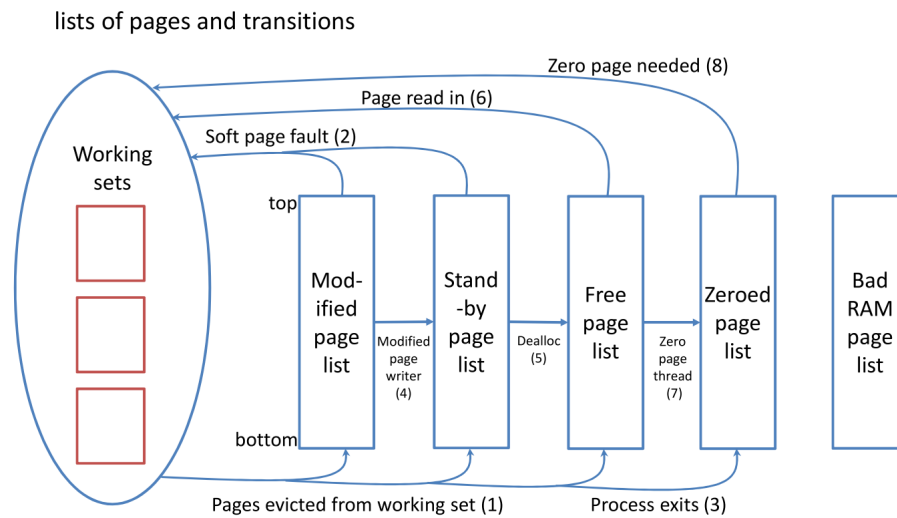 lists of pages and transitions
Zero page needed (8)
Page read in (6)
Soft page fault (2)
Working
sets
top
bottom
Mod-
ified
page
list
Modified
page
writer
(4)
Stand
-by
page
list
Dealloc
(5)
Free
page
list
Zero
page
thread
(7)
Zeroed
page
list
Bad
RAM
page
list
Pages evicted from working set (1)
Process exits (3)